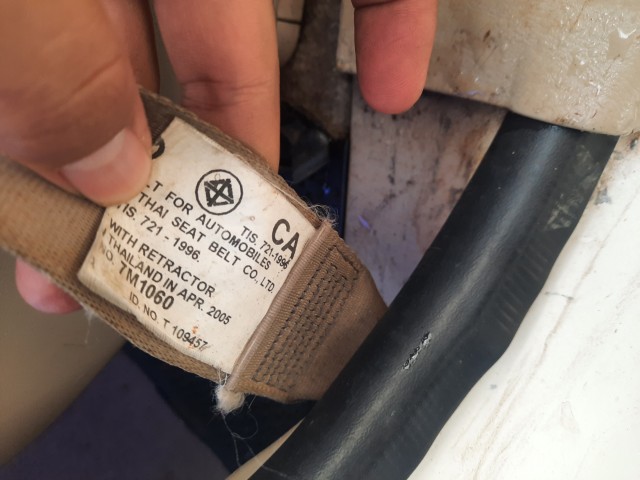 TIS. 721-1996
CA
-T FOR AUTOMOBILES
THAI SEAT BELT CO., LTD.
TIS. 721 - 1996.
WITH RETRACTOR
THAILAND IN APR. 2005
NO. 7M1060
ID. NO. T 109457